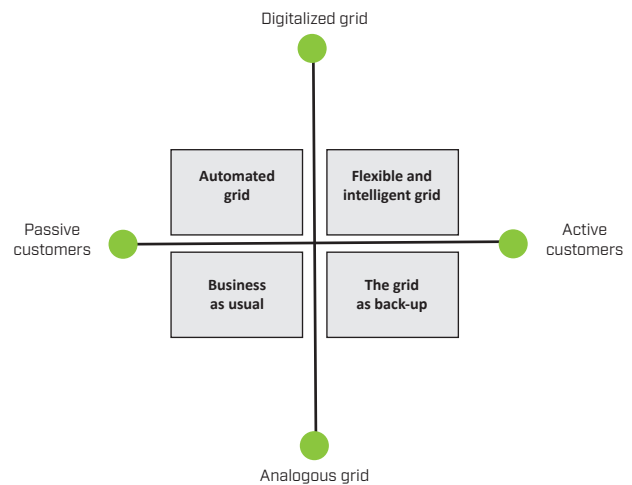 Digitalized grid
Automated
grid
Flexible and
intelligent grid
Passive
customers
Active
customers
Business
as usual
The grid
as back-up
Analogous grid